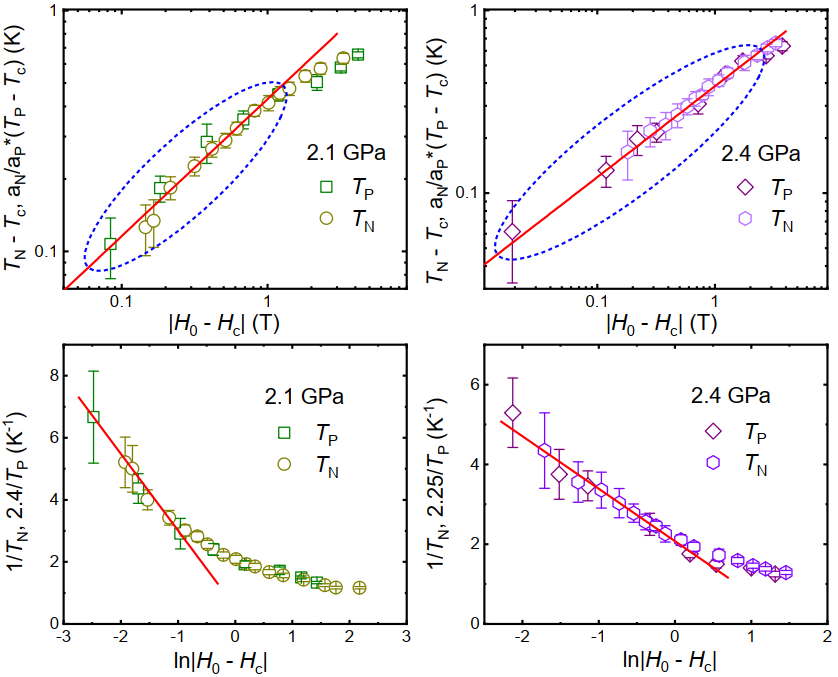 1
0.1
T_N - T_c, a_N/a_P*(T_P - T_c) (K)
2.1 GPa
T_P
T_N
0.1
1
|H_0 - H_c| (T)
1
0.1
T_N - T_c, a_N/a_P*(T_P - T_c) (K)
2.4 GPa
T_P
T_N
0.1
1
|H_0 - H_c| (T)
8
6
4
2
0
1/T_N, 2.4/T_P (K^-1)
2.1 GPa
T_P
T_N
-3
-2
-1
0
1
2
3
ln|H_0 - H_c|
6
4
2
0
1/T_N, 2.25/T_P (K^-1)
2.4 GPa
T_P
T_N
-2
-1
0
1
2
ln|H_0 - H_c|